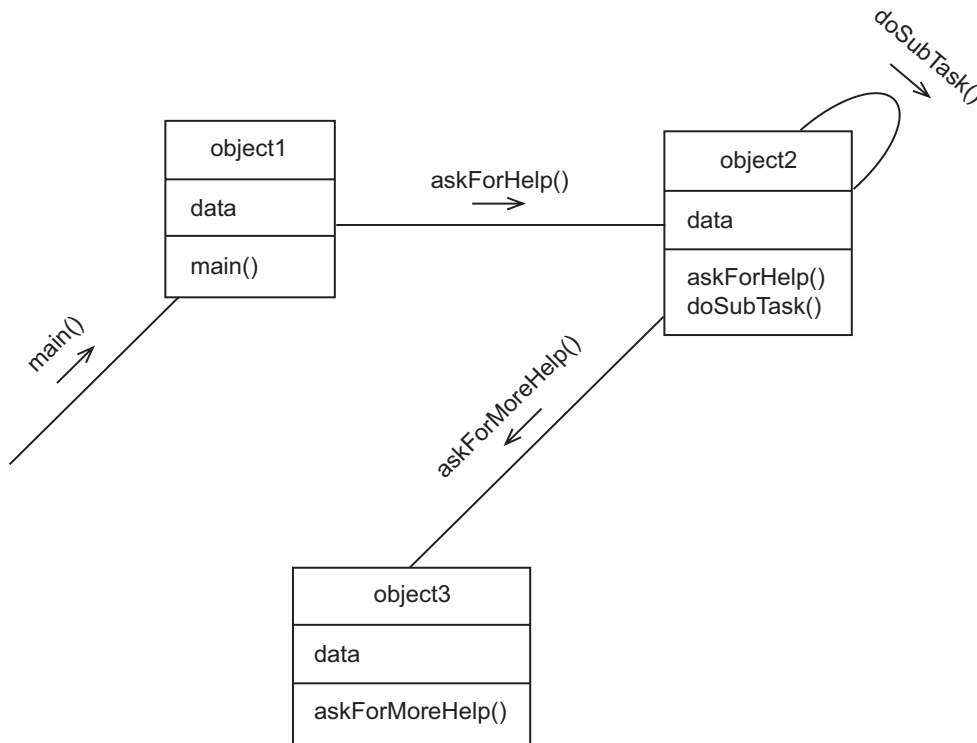 doSubTask()
object1
data
main()
askForHelp()
object2
data
askForHelp()
doSubTask()
main()
askForMoreHelp()
object3
data
askForMoreHelp()